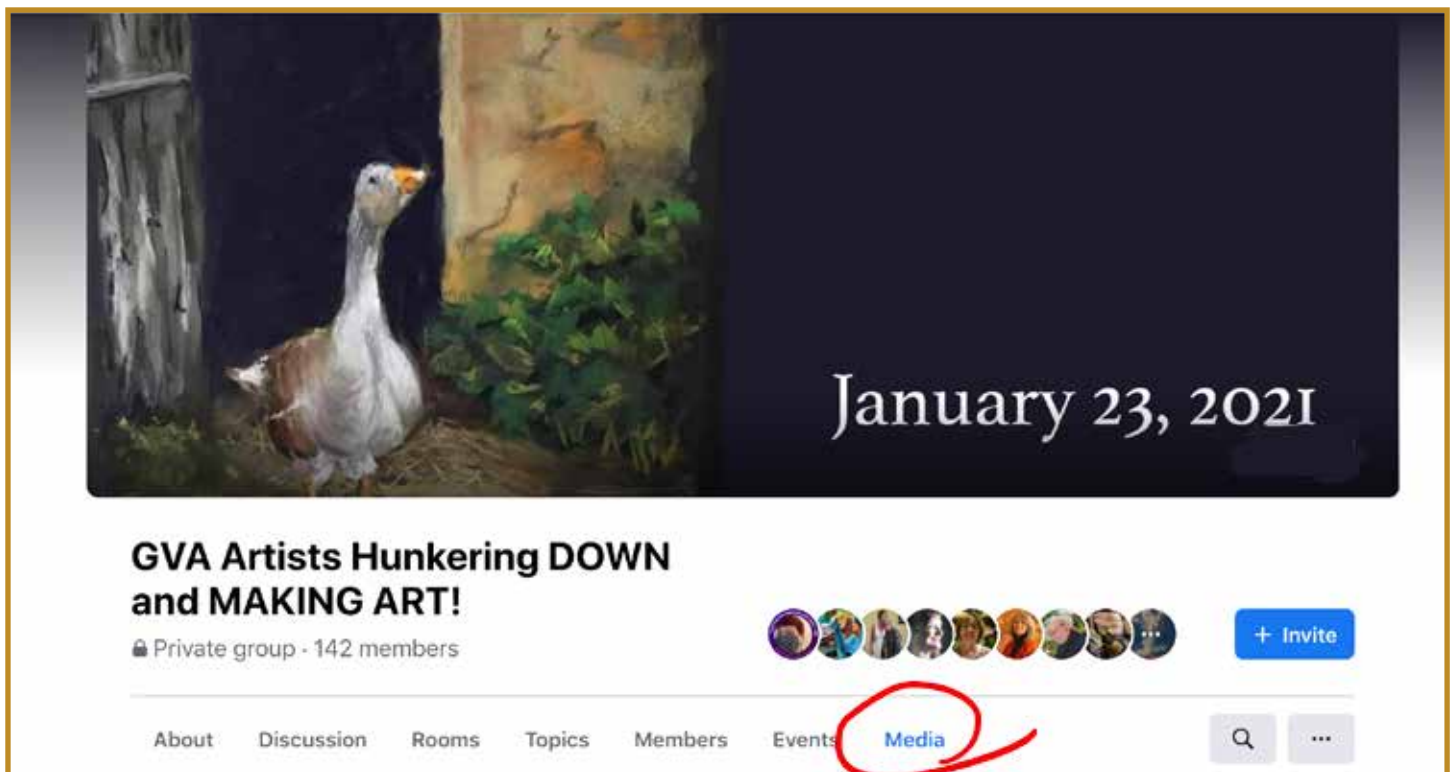 January 23, 2021
GVA Artists Hunkering DOWN
and MAKING ART!
Private group · 142 members
+ Invite
About Discussion Rooms Topics Members Events Media